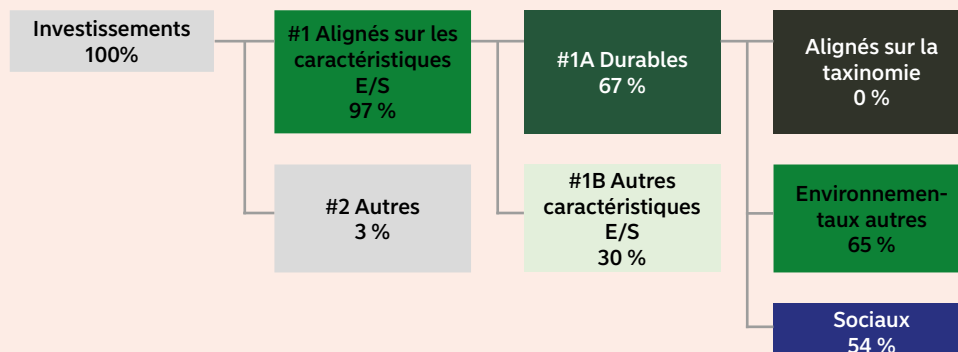 Investissements
100%
#1 Alignés sur les
caractéristiques
E/S
97 %
#1A Durables
67 %
Alignés sur la
taxinomie
0 %
#2 Autres
3 %
#1B Autres
caractéristiques
E/S
30 %
Environnemen-
taux autres
65 %
Sociaux
54 %